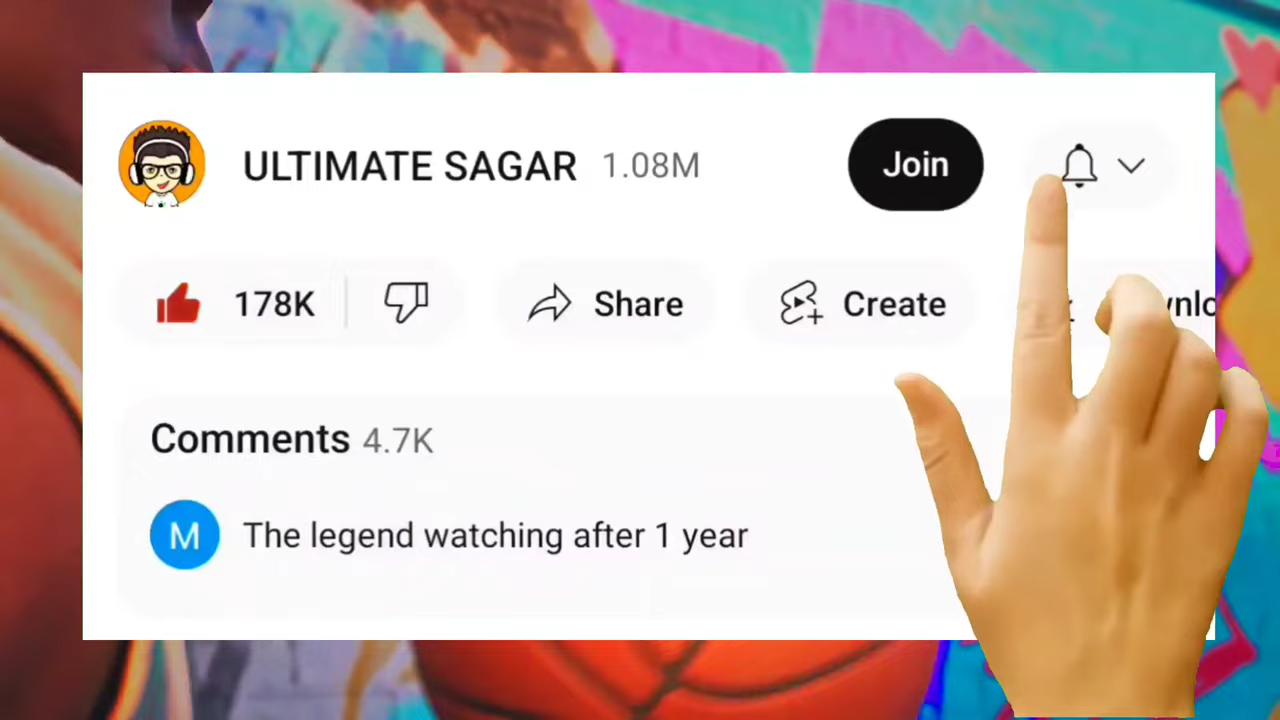 ULTIMATE SAGAR 1.08M Join
178K Share Create
Comments 4.7K
M The legend watching after 1 year